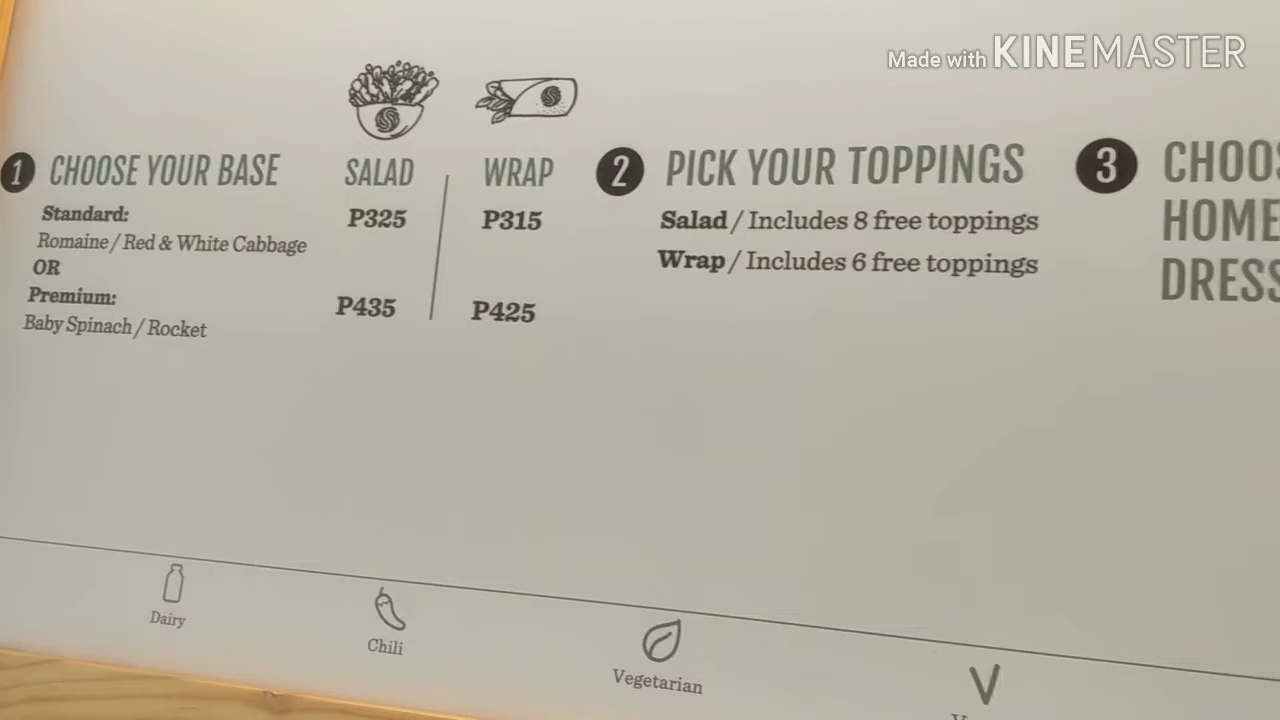 Made with KINEMASTER
1 CHOOSE YOUR BASE
SALAD
WRAP
Standard:
P325
P315
Romaine / Red & White Cabbage
OR
Premium:
P435
P425
Baby Spinach / Rocket
2 PICK YOUR TOPPINGS
Salad / Includes 8 free toppings
Wrap / Includes 6 free toppings
3
HOME
Dairy
Chili
Vegetarian
V